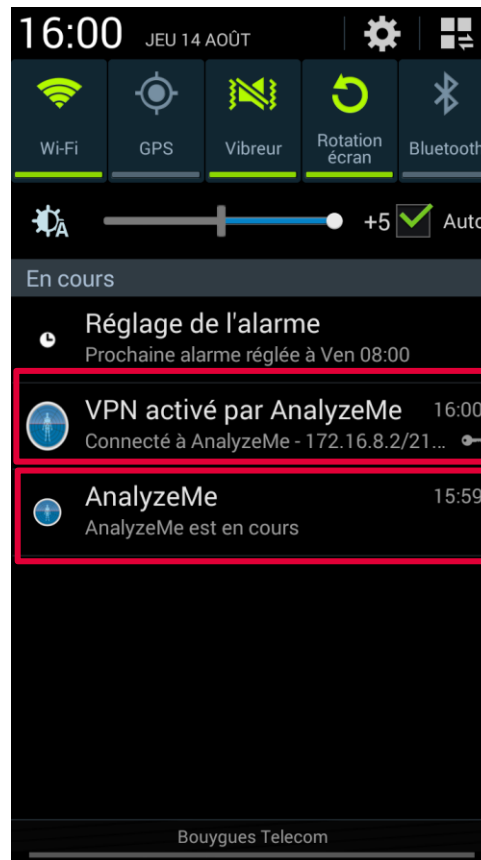 16:00 JEU 14 AOÛT
Wi-Fi GPS Vibreur Rotation écran Bluetooth
A +5 Auto
En cours
Réglage de l'alarme
Prochaine alarme réglée à Ven 08:00
VPN activé par AnalyzeMe 16:00
Connecté à AnalyzeMe - 172.16.8.2/21...
AnalyzeMe 15:59
AnalyzeMe est en cours
Bouygues Telecom